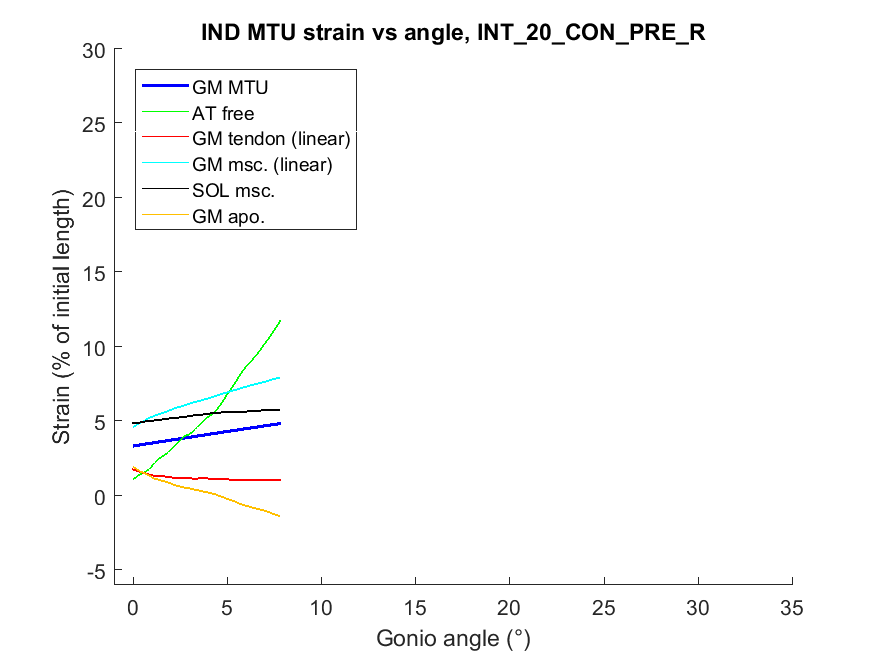 IND MTU strain vs angle, INT_20_CON_PRE_R
30
25
20
15
10
5
0
-5
Strain (% of initial length)
GM MTU
AT free
GM tendon (linear)
GM msc. (linear)
SOL msc.
GM apo.
0 5 10 15 20 25 30 35
Gonio angle (°)